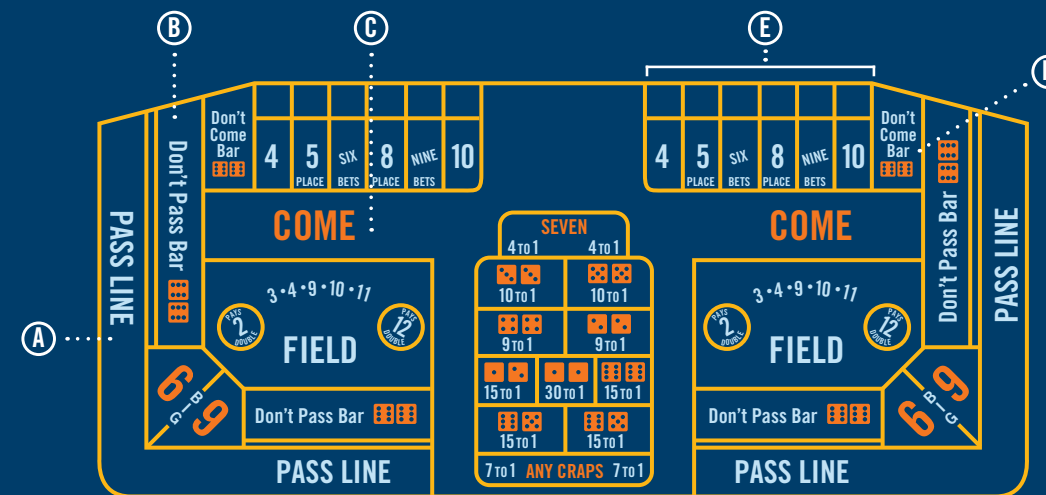 B
C
E
A
PASS LINE
Don't Pass Bar
Don't
Come
Bar
4
5
PLACE
SIX
BETS
8
PLACE
NINE
BETS
10
COME
3•4•9•10•11
PAYS
2
DOUBLE
PAYS
12
DOUBLE
FIELD
6
BIG
9
Don't Pass Bar
PASS LINE
SEVEN
4 TO 1 4 TO 1
10 TO 1 10 TO 1
9 TO 1 9 TO 1
15 TO 1 30 TO 1 15 TO 1
15 TO 1 15 TO 1
7 TO 1 ANY CRAPS 7 TO 1
4
5
PLACE
SIX
BETS
8
PLACE
NINE
BETS
10
Don't
Come
Bar
COME
3•4•9•10•11
PAYS
2
DOUBLE
PAYS
12
DOUBLE
FIELD
Don't Pass Bar
PASS LINE
Don't Pass Bar
6
BIG
9
PASS LINE